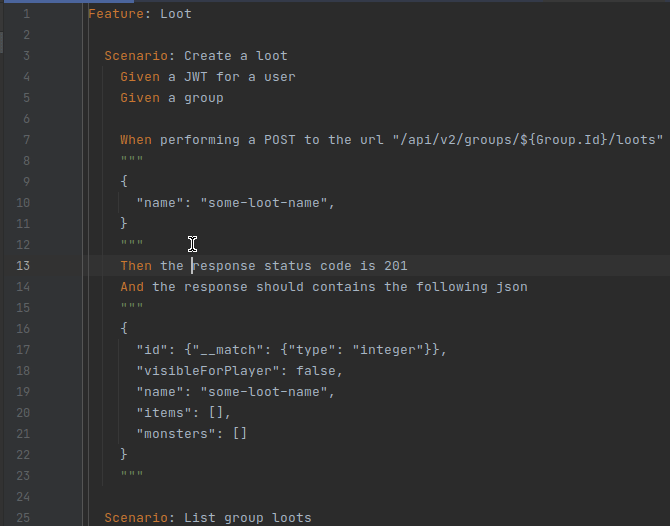 1 Feature: Loot
2
3 Scenario: Create a loot
4 Given a JWT for a user
5 Given a group
6
7 When performing a POST to the url "/api/v2/groups/${Group.Id}/loots"
8 """
9 {
10 "name": "some-loot-name",
11 }
12 """
13 Then the response status code is 201
14 And the response should contains the following json
15 """
16 {
17 "id": {"__match": {"type": "integer"}},
18 "visibleForPlayer": false,
19 "name": "some-loot-name",
20 "items": [],
21 "monsters": []
22 }
23 """
24
25 Scenario: List group loots